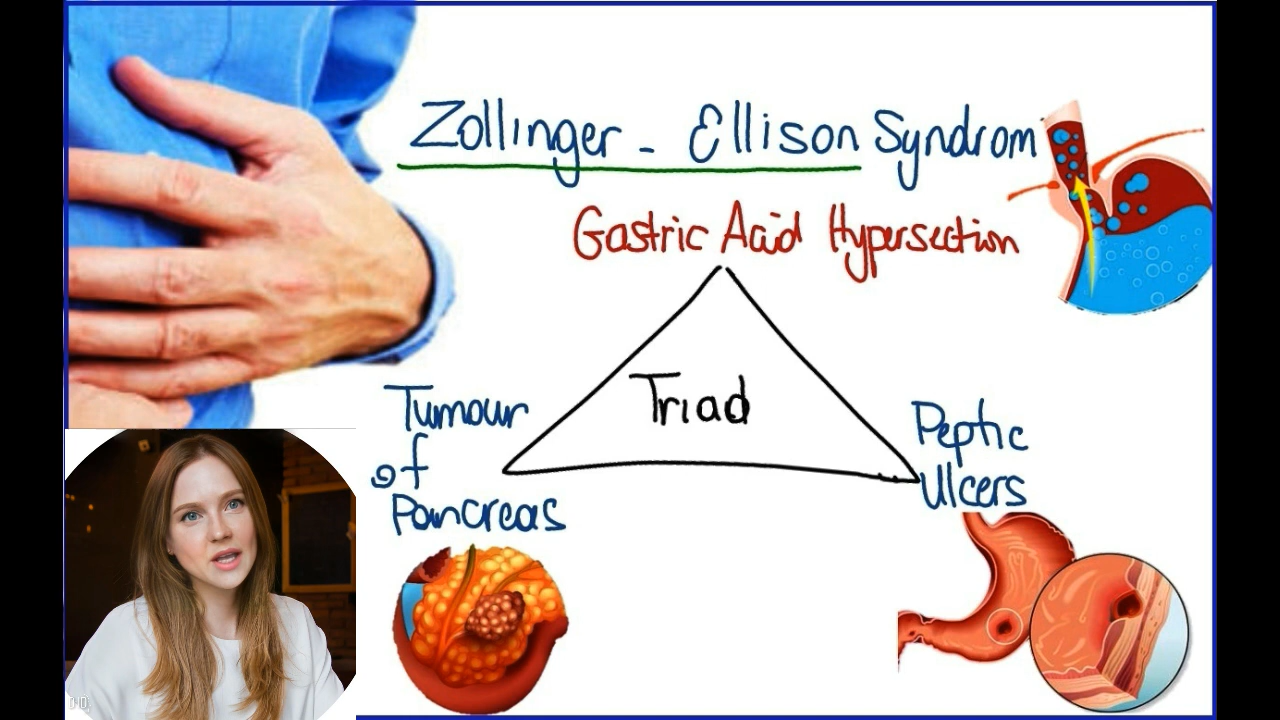 Zollinger - Ellison Syndrom
Gastric Acid Hypersection
Triad
Tumour
of
Pancreas
Peptic
Ulcers